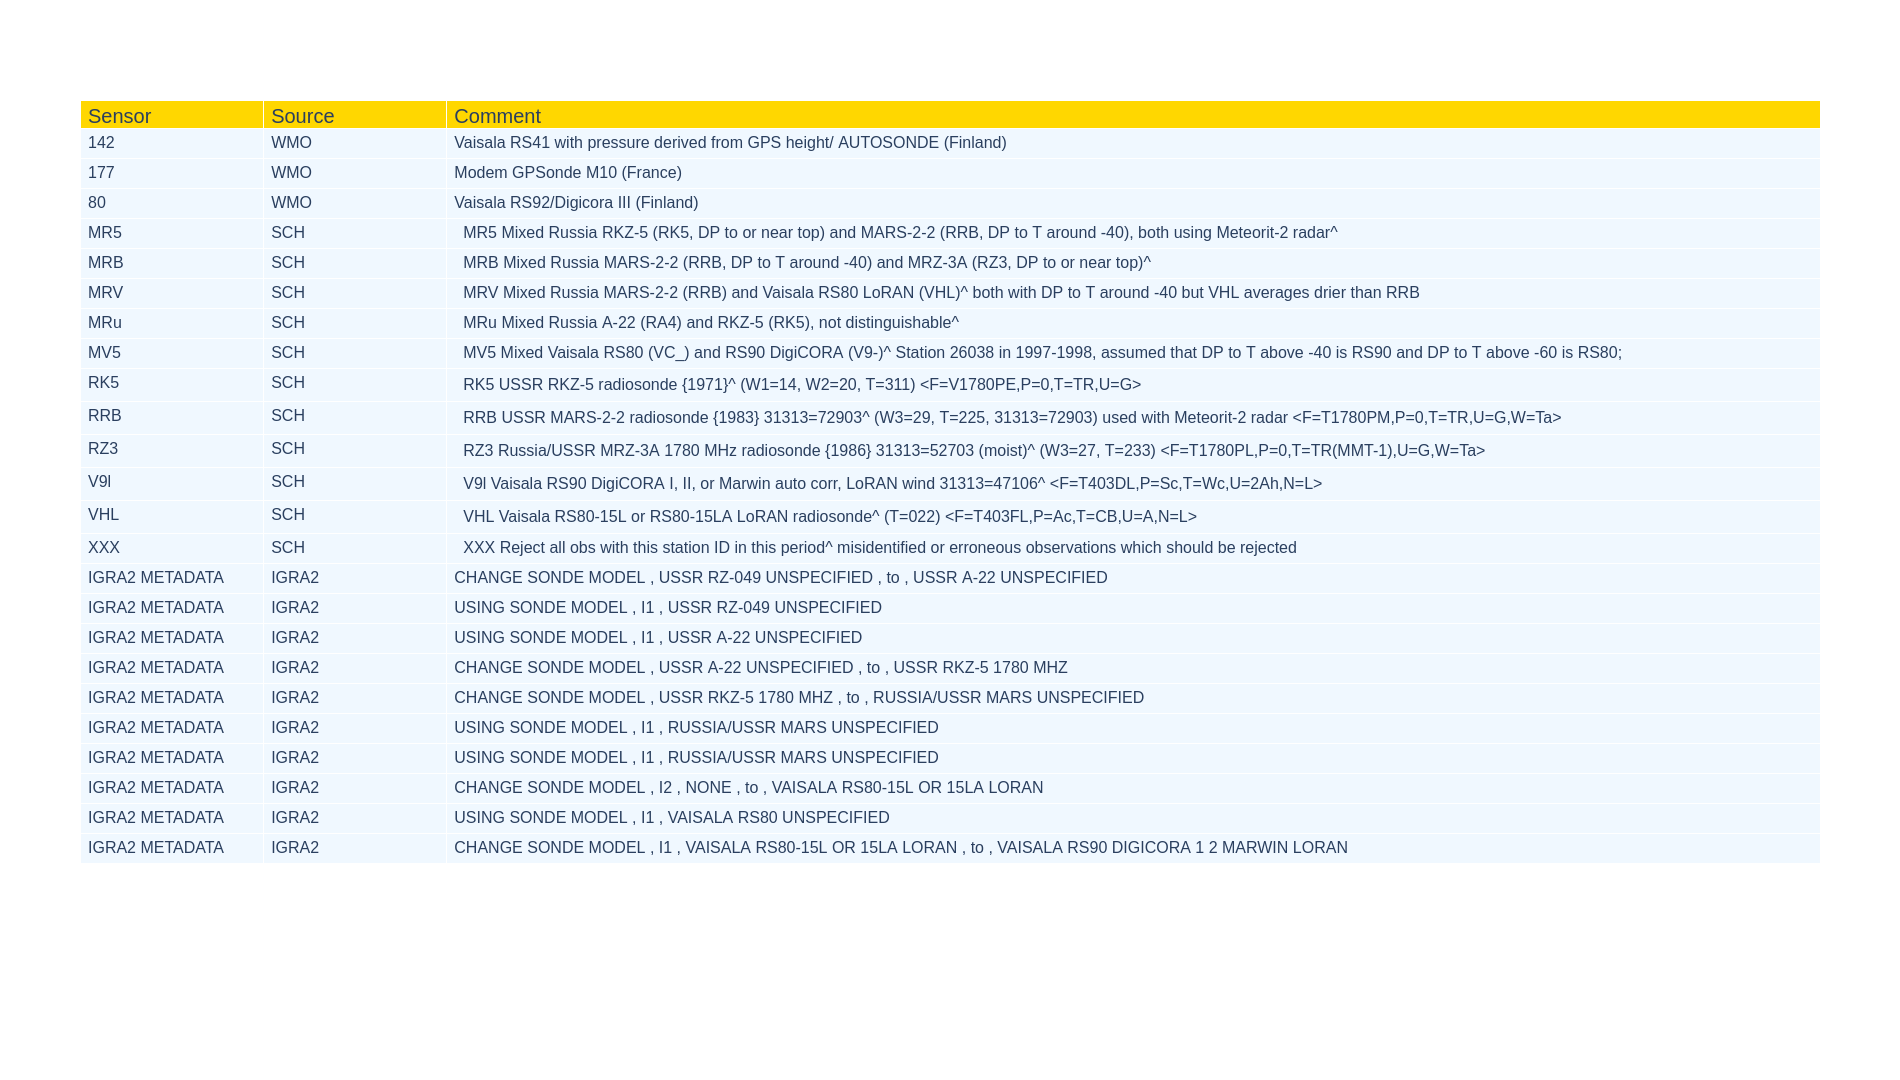 Sensor Source Comment
142 WMO Vaisala RS41 with pressure derived from GPS height/ AUTOSONDE (Finland)
177 WMO Modem GPSonde M10 (France)
80 WMO Vaisala RS92/Digicora III (Finland)
MR5 SCH MR5 Mixed Russia RKZ-5 (RK5, DP to or near top) and MARS-2-2 (RRB, DP to T around -40), both using Meteorit-2 radar^
MRB SCH MRB Mixed Russia MARS-2-2 (RRB, DP to T around -40) and MRZ-3A (RZ3, DP to or near top)^
MRV SCH MRV Mixed Russia MARS-2-2 (RRB) and Vaisala RS80 LoRAN (VHL)^ both with DP to T around -40 but VHL averages drier than RRB
MRu SCH MRu Mixed Russia A-22 (RA4) and RKZ-5 (RK5), not distinguishable^
MV5 SCH MV5 Mixed Vaisala RS80 (VC_) and RS90 DigiCORA (V9-)^ Station 26038 in 1997-1998, assumed that DP to T above -40 is RS90 and DP to T above -60 is RS80;
RK5 SCH RK5 USSR RKZ-5 radiosonde {1971}^ (W1=14, W2=20, T=311) <F=V1780PE,P=0,T=TR,U=G>
RRB SCH RRB USSR MARS-2-2 radiosonde {1983} 31313=72903^ (W3=29, T=225, 31313=72903) used with Meteorit-2 radar <F=T1780PM,P=0,T=TR,U=G,W=Ta>
RZ3 SCH RZ3 Russia/USSR MRZ-3A 1780 MHz radiosonde {1986} 31313=52703 (moist)^ (W3=27, T=233) <F=T1780PL,P=0,T=TR(MMT-1),U=G,W=Ta>
V9l SCH V9l Vaisala RS90 DigiCORA I, II, or Marwin auto corr, LoRAN wind 31313=47106^ <F=T403DL,P=Sc,T=Wc,U=2Ah,N=L>
VHL SCH VHL Vaisala RS80-15L or RS80-15LA LoRAN radiosonde^ (T=022) <F=T403FL,P=Ac,T=CB,U=A,N=L>
XXX SCH XXX Reject all obs with this station ID in this period^ misidentified or erroneous observations which should be rejected
IGRA2 METADATA IGRA2 CHANGE SONDE MODEL , USSR RZ-049 UNSPECIFIED , to , USSR A-22 UNSPECIFIED
IGRA2 METADATA IGRA2 USING SONDE MODEL , I1 , USSR RZ-049 UNSPECIFIED
IGRA2 METADATA IGRA2 USING SONDE MODEL , I1 , USSR A-22 UNSPECIFIED
IGRA2 METADATA IGRA2 CHANGE SONDE MODEL , USSR A-22 UNSPECIFIED , to , USSR RKZ-5 1780 MHZ
IGRA2 METADATA IGRA2 CHANGE SONDE MODEL , USSR RKZ-5 1780 MHZ , to , RUSSIA/USSR MARS UNSPECIFIED
IGRA2 METADATA IGRA2 USING SONDE MODEL , I1 , RUSSIA/USSR MARS UNSPECIFIED
IGRA2 METADATA IGRA2 USING SONDE MODEL , I1 , RUSSIA/USSR MARS UNSPECIFIED
IGRA2 METADATA IGRA2 CHANGE SONDE MODEL , I2 , NONE , to , VAISALA RS80-15L OR 15LA LORAN
IGRA2 METADATA IGRA2 USING SONDE MODEL , I1 , VAISALA RS80 UNSPECIFIED
IGRA2 METADATA IGRA2 CHANGE SONDE MODEL , I1 , VAISALA RS80-15L OR 15LA LORAN , to , VAISALA RS90 DIGICORA 1 2 MARWIN LORAN